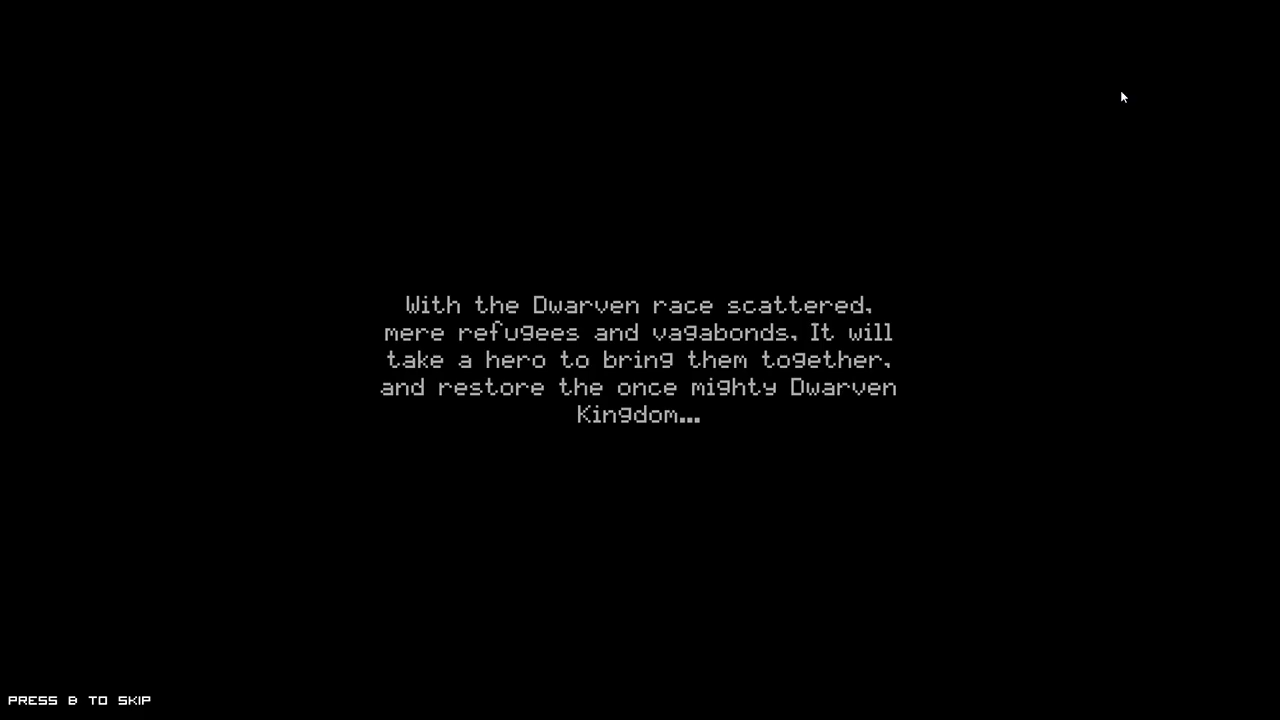 With the Dwarven race scattered,
mere refugees and vagabonds, It will
take a hero to bring them together,
and restore the once mighty Dwarven
Kingdom...
PRESS B TO SKIP